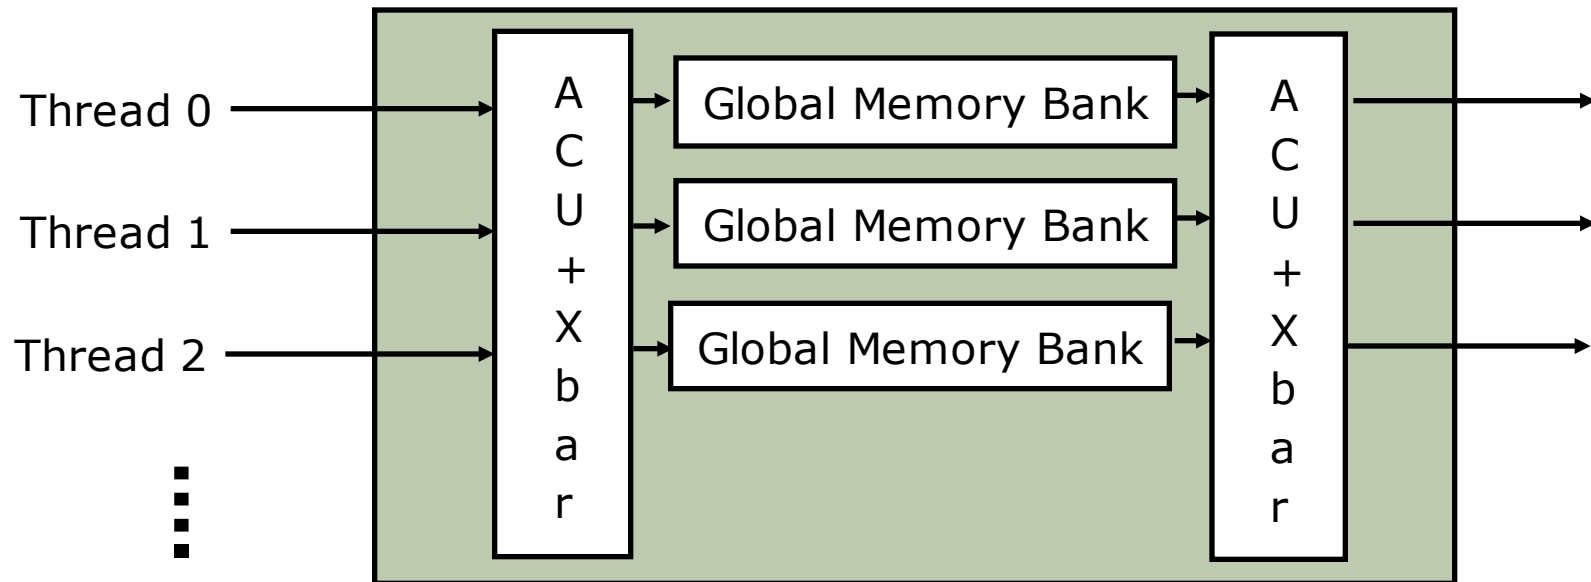 Thread 0
Thread 1
Thread 2
A
C
U
+
X
b
a
r
Global Memory Bank
Global Memory Bank
Global Memory Bank
A
C
U
+
X
b
a
r